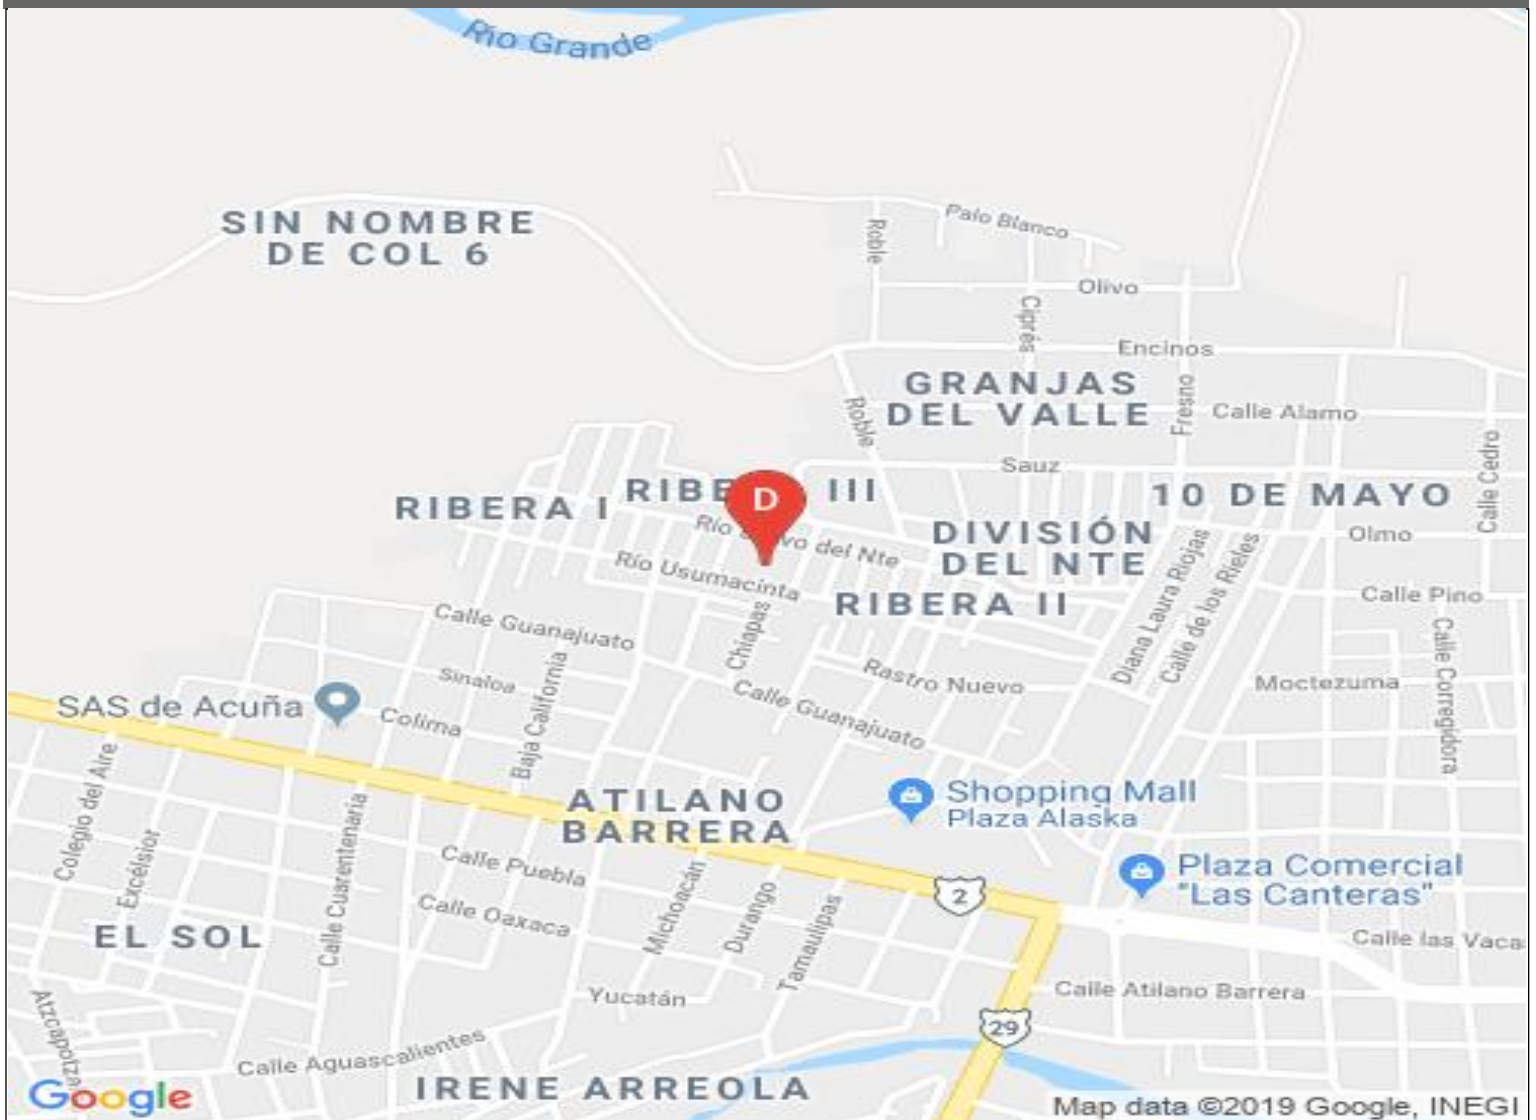 Río Grande
SIN NOMBRE
DE COL 6
Roble
Palo Blanco
Olivo
Ciprés
Encinos
GRANJAS
DEL VALLE
Fresno
Calle Alamo
Roble
Calle Cedro
Sauz
RIBERA I
III
D
10 DE MAYO
DIVISIÓN
DEL NTE
Olmo
Río
vo del Nte
Río Usumacinta
RIBERA II
Diana Laura Riojas
Calle de los Rieles
Calle Pino
Calle Guanajuato
Chiapas
Calle Corregidora
Sinaloa
Baja California
Rastro Nuevo
Moctezuma
SAS de Acuña
Colima
Calle Guanajuato
Colegio del Aire
ATILANO
BARRERA
Shopping Mall
Plaza Alaska
Excélsior
Calle Cuarentenaria
Calle Puebla
Michoacán
Durango
Tamaulipas
2
Plaza Comercial
"Las Canteras"
EL SOL
Calle Oaxaca
Calle las Vaca
Yucatán
Calle Atilano Barrera
29
Calle Aguascalientes
IRENE ARREOLA
Google
Map data ©2019 Google, INEGI